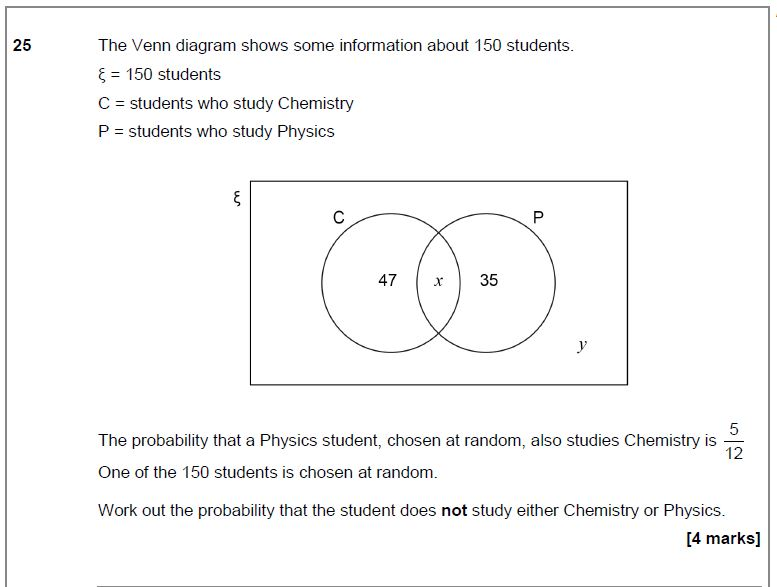 25 The Venn diagram shows some information about 150 students.
ξ = 150 students
C = students who study Chemistry
P = students who study Physics
ξ
C P
47 x 35
y
The probability that a Physics student, chosen at random, also studies Chemistry is 5/12
One of the 150 students is chosen at random.
Work out the probability that the student does not study either Chemistry or Physics.
[4 marks]